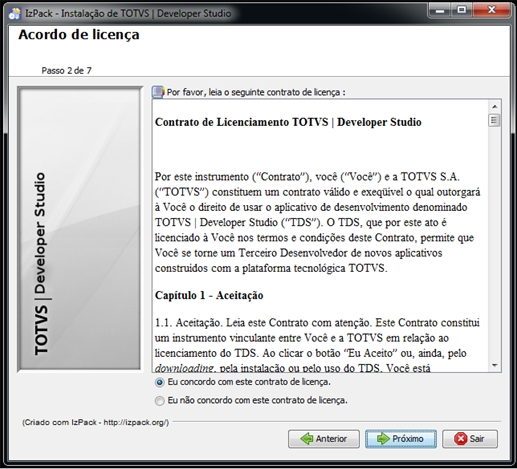 IzPack - Instalação de TOTVS | Developer Studio
Acordo de licença
Passo 2 de 7
Por favor, leia o seguinte contrato de licença :
TOTVS | Developer Studio
Contrato de Licenciamento TOTVS | Developer Studio
Por este instrumento (“Contrato”), você (“Você”) e a TOTVS S.A.
(“TOTVS”) constituem um contrato válido e exeqüível o qual outorgará
à Você o direito de usar o aplicativo de desenvolvimento denominado
TOTVS | Developer Studio (“TDS”). O TDS, que por este ato é
licenciado à Você nos termos e condições deste Contrato, permite que
Você se torne um Terceiro Desenvolvedor de novos aplicativos
construídos com a plataforma tecnológica TOTVS.
Capítulo 1 - Aceitação
1.1. Aceitação. Leia este Contrato com atenção. Este Contrato constitui
um instrumento vinculante entre Você e a TOTVS em relação ao
licenciamento do TDS. Ao clicar o botão “Eu Aceito” ou, ainda, pelo
downloading, pela instalação ou pelo uso do TDS, Você está
Eu concordo com este contrato de licença.
Eu não concordo com este contrato de licença.
(Criado com IzPack - http://izpack.org/)
Anterior
Próximo
Sair